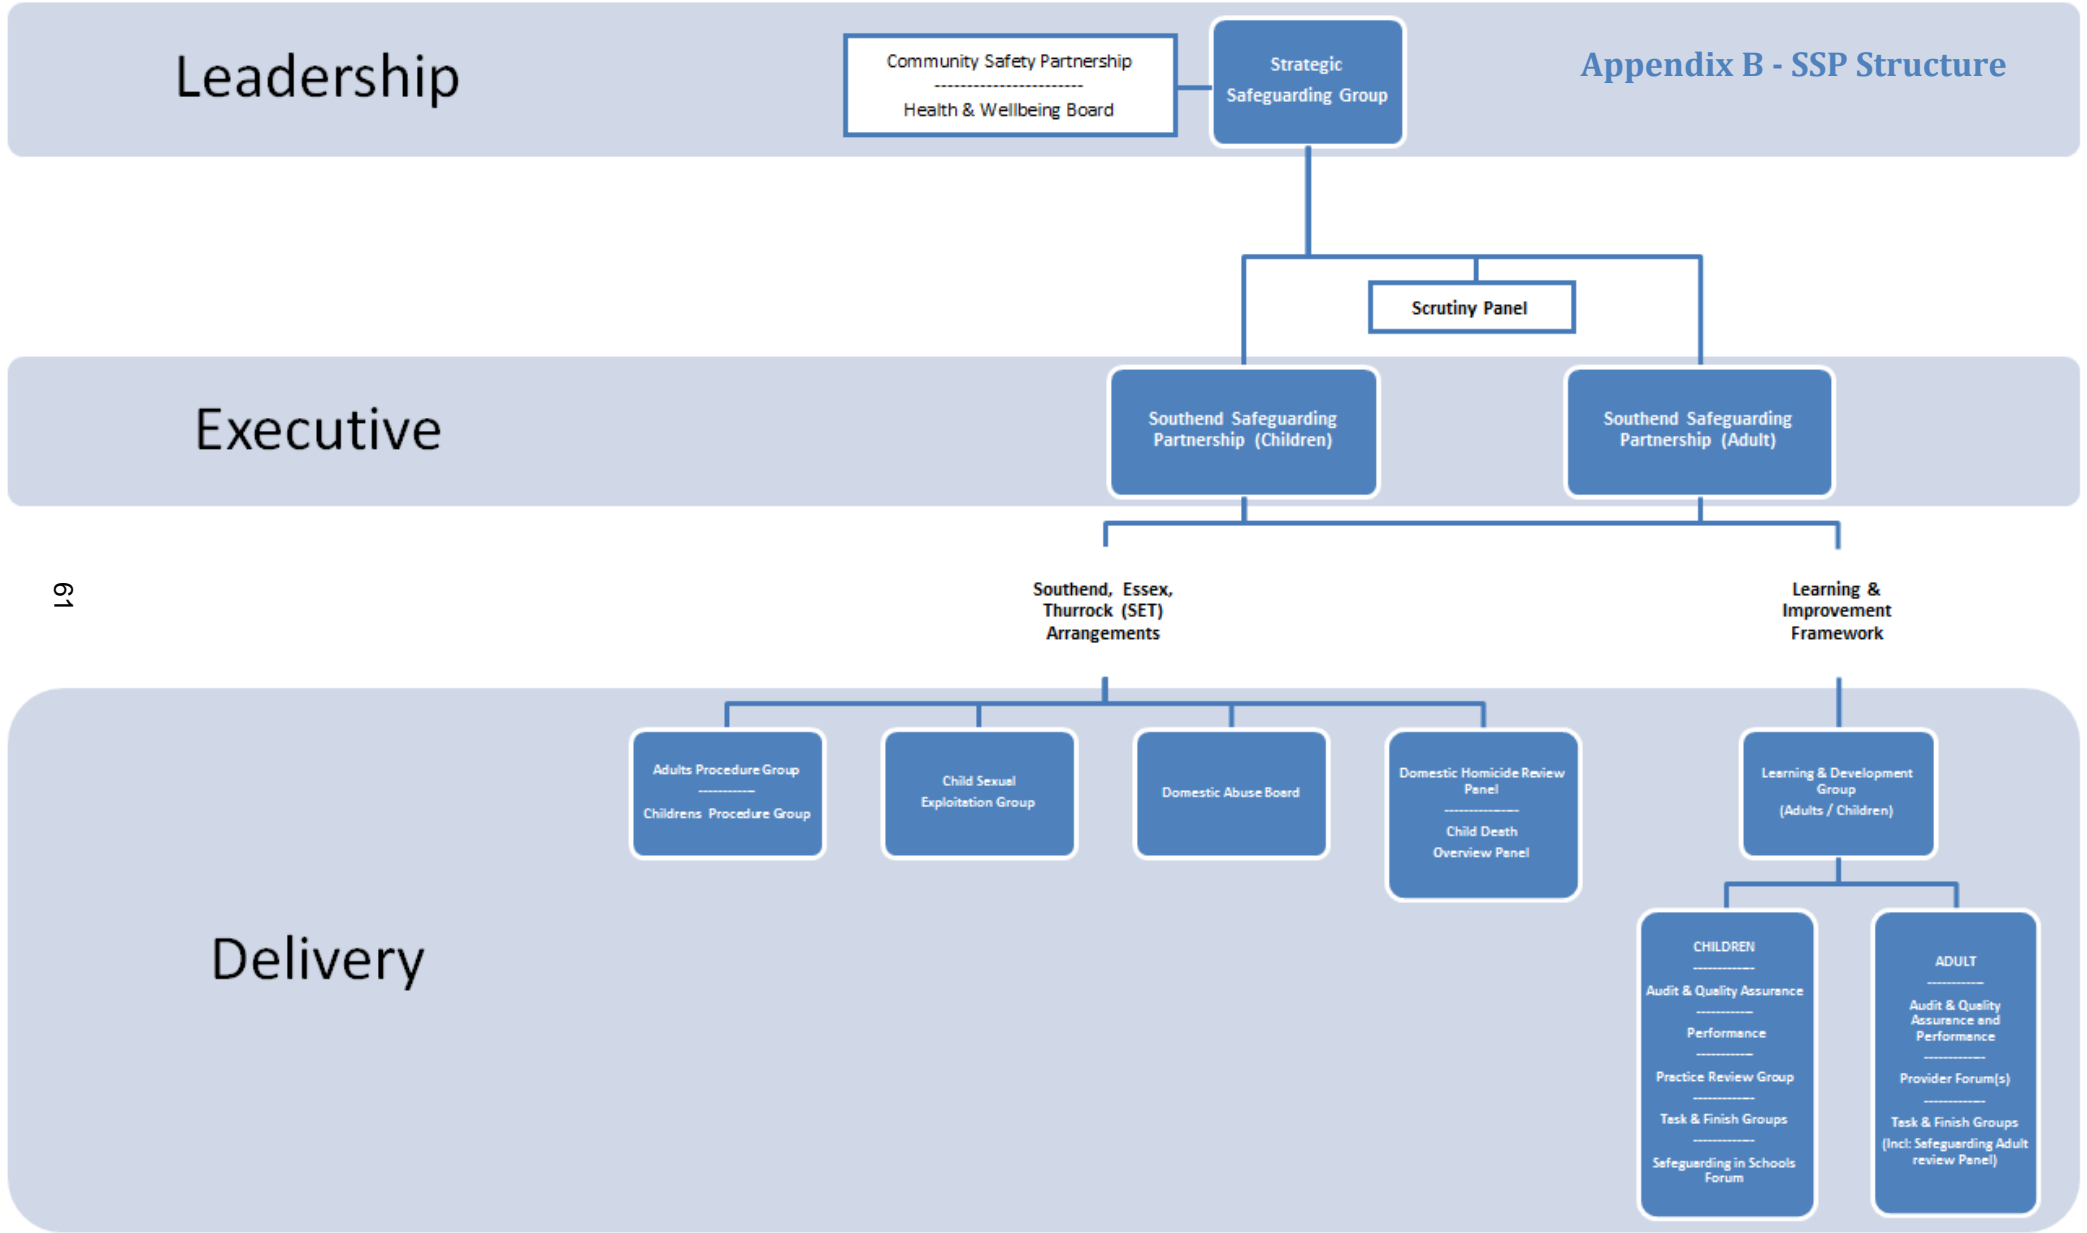 Leadership
Community Safety Partnership
-----------------------
Health & Wellbeing Board
Strategic
Safeguarding Group
Appendix B - SSP Structure
Scrutiny Panel
Executive
Southend Safeguarding
Partnership (Children)
Southend Safeguarding
Partnership (Adult)
61
Southend, Essex,
Thurrock (SET)
Arrangements
Learning &
Improvement
Framework
Delivery
Adults Procedure Group
------------
Childrens Procedure Group
Child Sexual
Exploitation Group
Domestic Abuse Board
Domestic Homicide Review
Panel
----------------
Child Death
Overview Panel
Learning & Development
Group
(Adults / Children)
CHILDREN
-------------
Audit & Quality Assurance
------------
Performance
------------
Practice Review Group
-------------
Task & Finish Groups
-------------
Safeguarding in Schools
Forum
ADULT
------------
Audit & Quality
Assurance and
Performance
-------------
Provider Forum(s)
-------------
Task & Finish Groups
(Incl: Safeguarding Adult
review Panel)